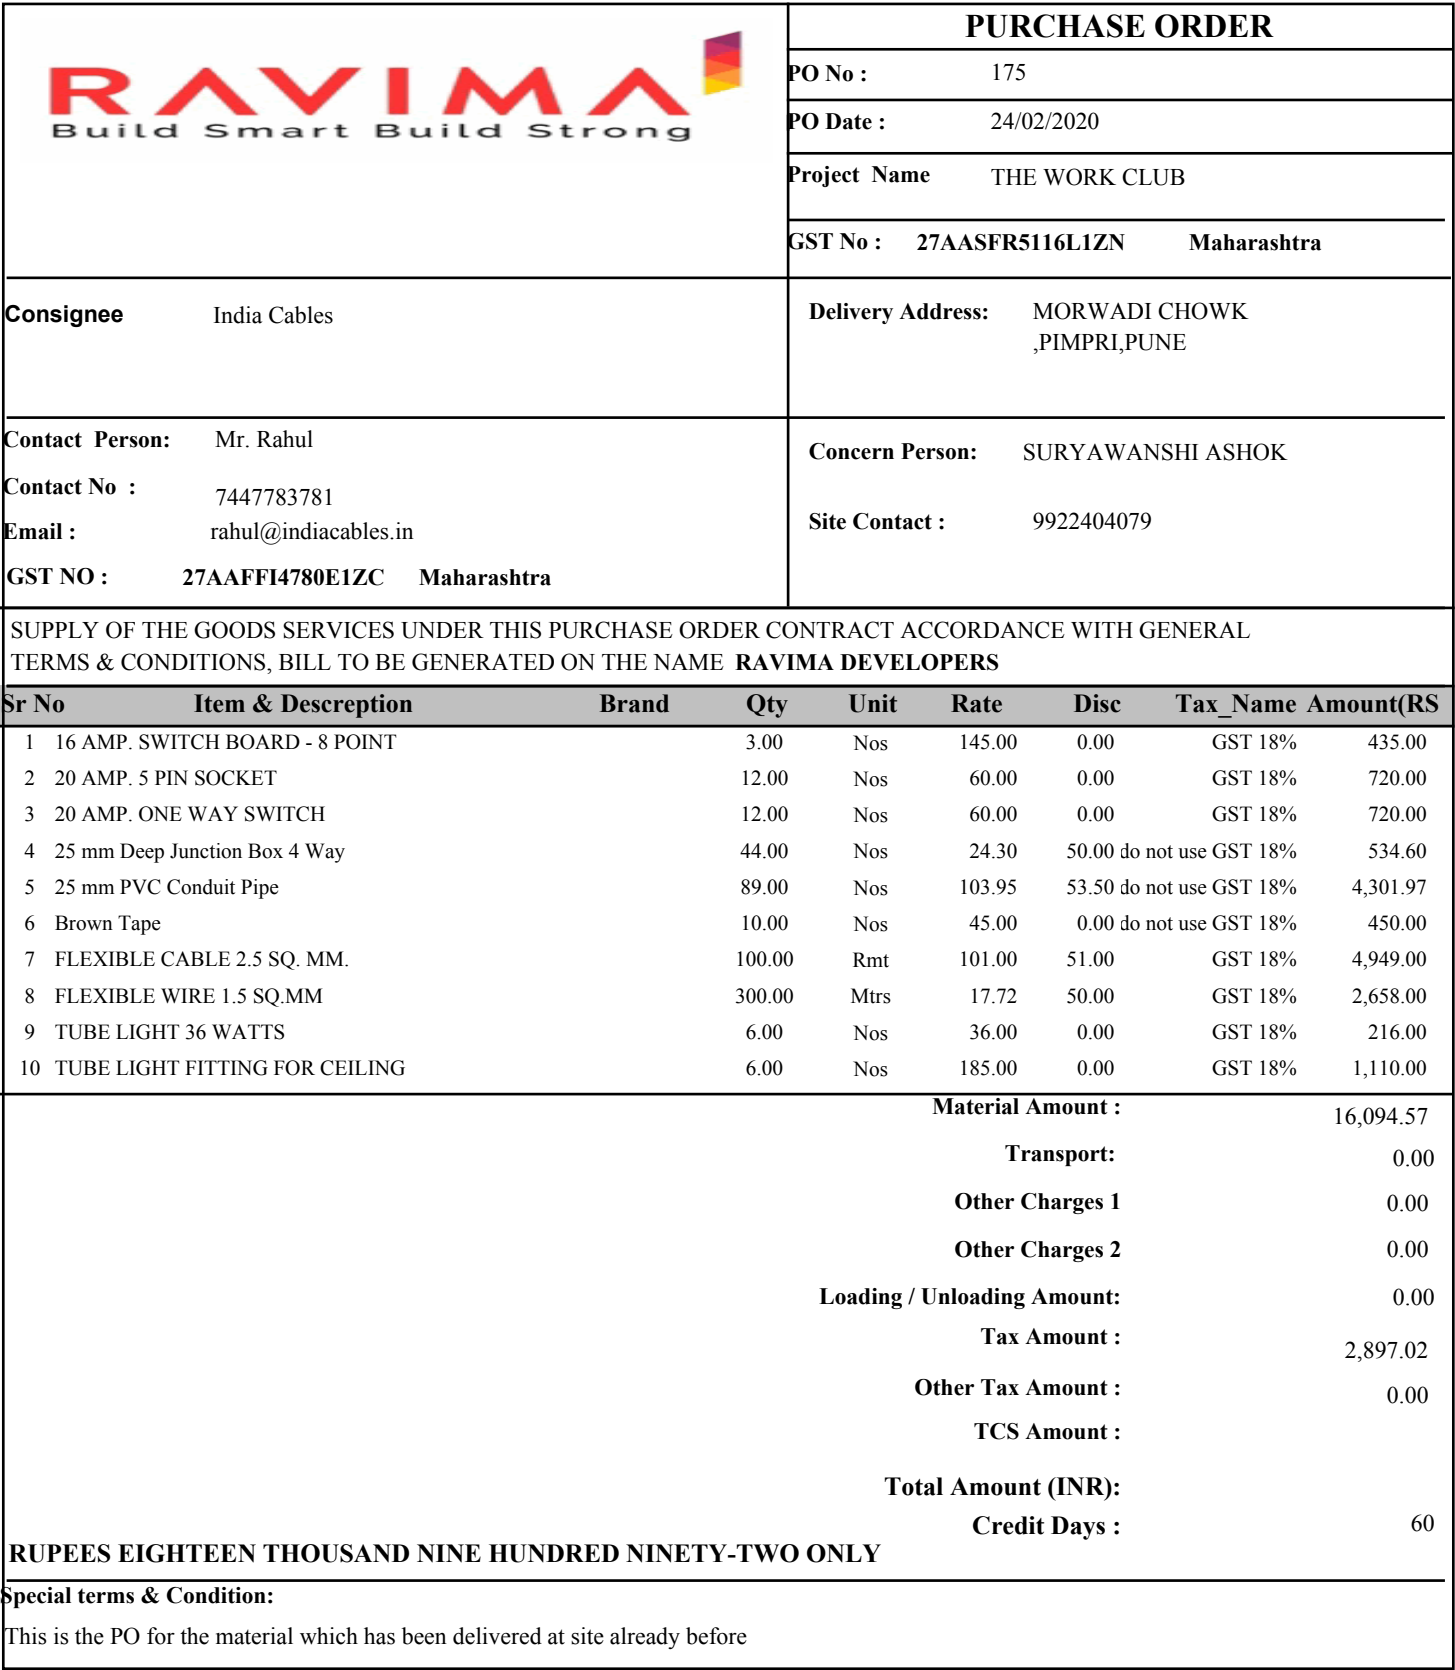 RAVIMA
Build Smart Build Strong
PURCHASE ORDER
PO No : 175
PO Date : 24/02/2020
Project Name THE WORK CLUB
GST No : 27AASFR5116L1ZN Maharashtra
Consignee India Cables
Delivery Address: MORWADI CHOWK
,PIMPRI,PUNE
Contact Person: Mr. Rahul
Contact No : 7447783781
Email : rahul@indiacables.in
GST NO : 27AAFFI4780E1ZC Maharashtra
Concern Person: SURYAWANSHI ASHOK
Site Contact : 9922404079
SUPPLY OF THE GOODS SERVICES UNDER THIS PURCHASE ORDER CONTRACT ACCORDANCE WITH GENERAL
TERMS & CONDITIONS, BILL TO BE GENERATED ON THE NAME RAVIMA DEVELOPERS
Sr No Item & Descreption Brand Qty Unit Rate Disc Tax_Name Amount(RS
1 16 AMP. SWITCH BOARD - 8 POINT 3.00 Nos 145.00 0.00 GST 18% 435.00
2 20 AMP. 5 PIN SOCKET 12.00 Nos 60.00 0.00 GST 18% 720.00
3 20 AMP. ONE WAY SWITCH 12.00 Nos 60.00 0.00 GST 18% 720.00
4 25 mm Deep Junction Box 4 Way 44.00 Nos 24.30 50.00 do not use GST 18% 534.60
5 25 mm PVC Conduit Pipe 89.00 Nos 103.95 53.50 do not use GST 18% 4,301.97
6 Brown Tape 10.00 Nos 45.00 0.00 do not use GST 18% 450.00
7 FLEXIBLE CABLE 2.5 SQ. MM. 100.00 Rmt 101.00 51.00 GST 18% 4,949.00
8 FLEXIBLE WIRE 1.5 SQ.MM 300.00 Mtrs 17.72 50.00 GST 18% 2,658.00
9 TUBE LIGHT 36 WATTS 6.00 Nos 36.00 0.00 GST 18% 216.00
10 TUBE LIGHT FITTING FOR CEILING 6.00 Nos 185.00 0.00 GST 18% 1,110.00
Material Amount : 16,094.57
Transport: 0.00
Other Charges 1 0.00
Other Charges 2 0.00
Loading / Unloading Amount: 0.00
Tax Amount : 2,897.02
Other Tax Amount : 0.00
TCS Amount :
Total Amount (INR):
Credit Days : 60
RUPEES EIGHTEEN THOUSAND NINE HUNDRED NINETY-TWO ONLY
Special terms & Condition:
This is the PO for the material which has been delivered at site already before